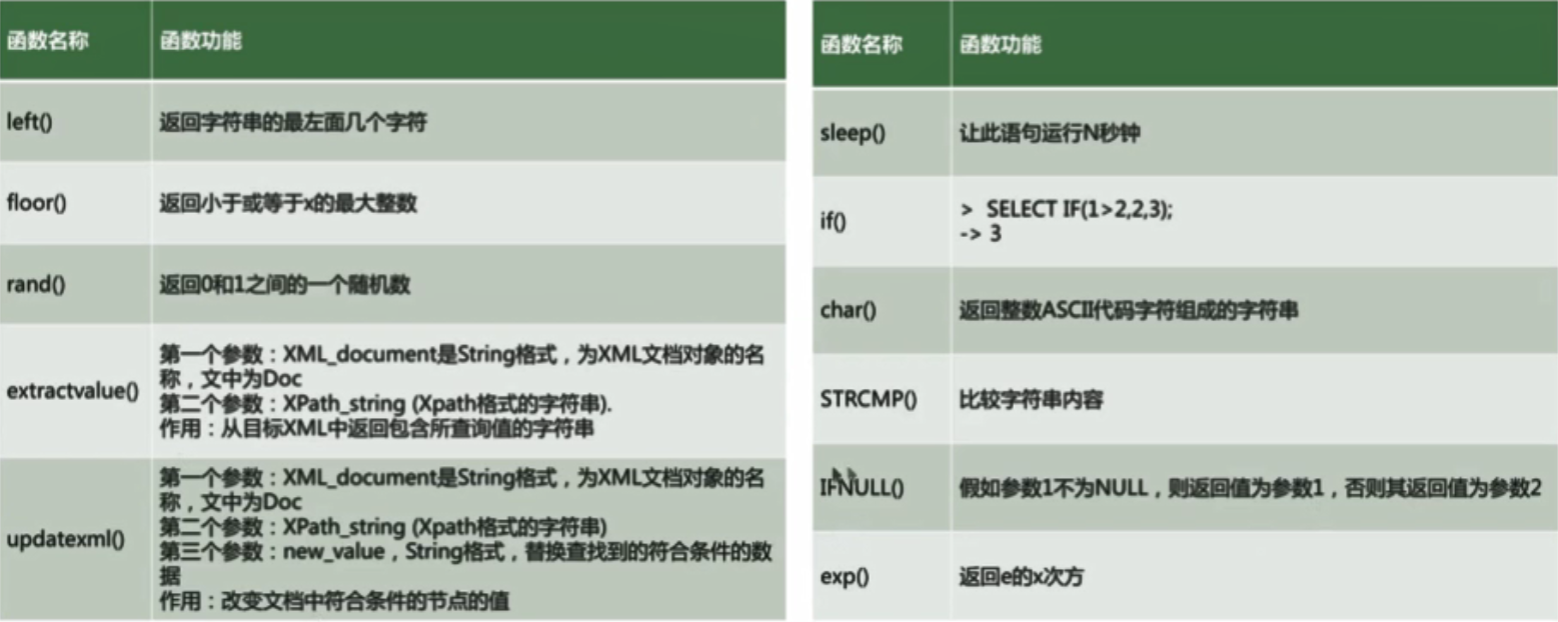 函数名称 函数功能
left() 返回字符串的最左面几个字符
floor() 返回小于或等于x的最大整数
rand() 返回0和1之间的一个随机数
extractvalue() 第一个参数：XML_document是String格式，为XML文档对象的名
称，文中为Doc
第二个参数：XPath_string (Xpath格式的字符串).
作用：从目标XML中返回包含所查询值的字符串
updatexml() 第一个参数：XML_document是String格式，为XML文档对象的名
称，文中为Doc
第二个参数：XPath_string (Xpath格式的字符串)
第三个参数：new_value，String格式，替换查找到的符合条件的数
据
作用：改变文档中符合条件的节点的值
函数名称 函数功能
sleep() 让此语句运行N秒钟
if() > SELECT IF(1>2,2,3);
-> 3
char() 返回整数ASCII代码字符组成的字符串
STRCMP() 比较字符串内容
IFNULL() 假如参数1不为NULL，则返回值为参数1，否则其返回值为参数2
exp() 返回e的x次方